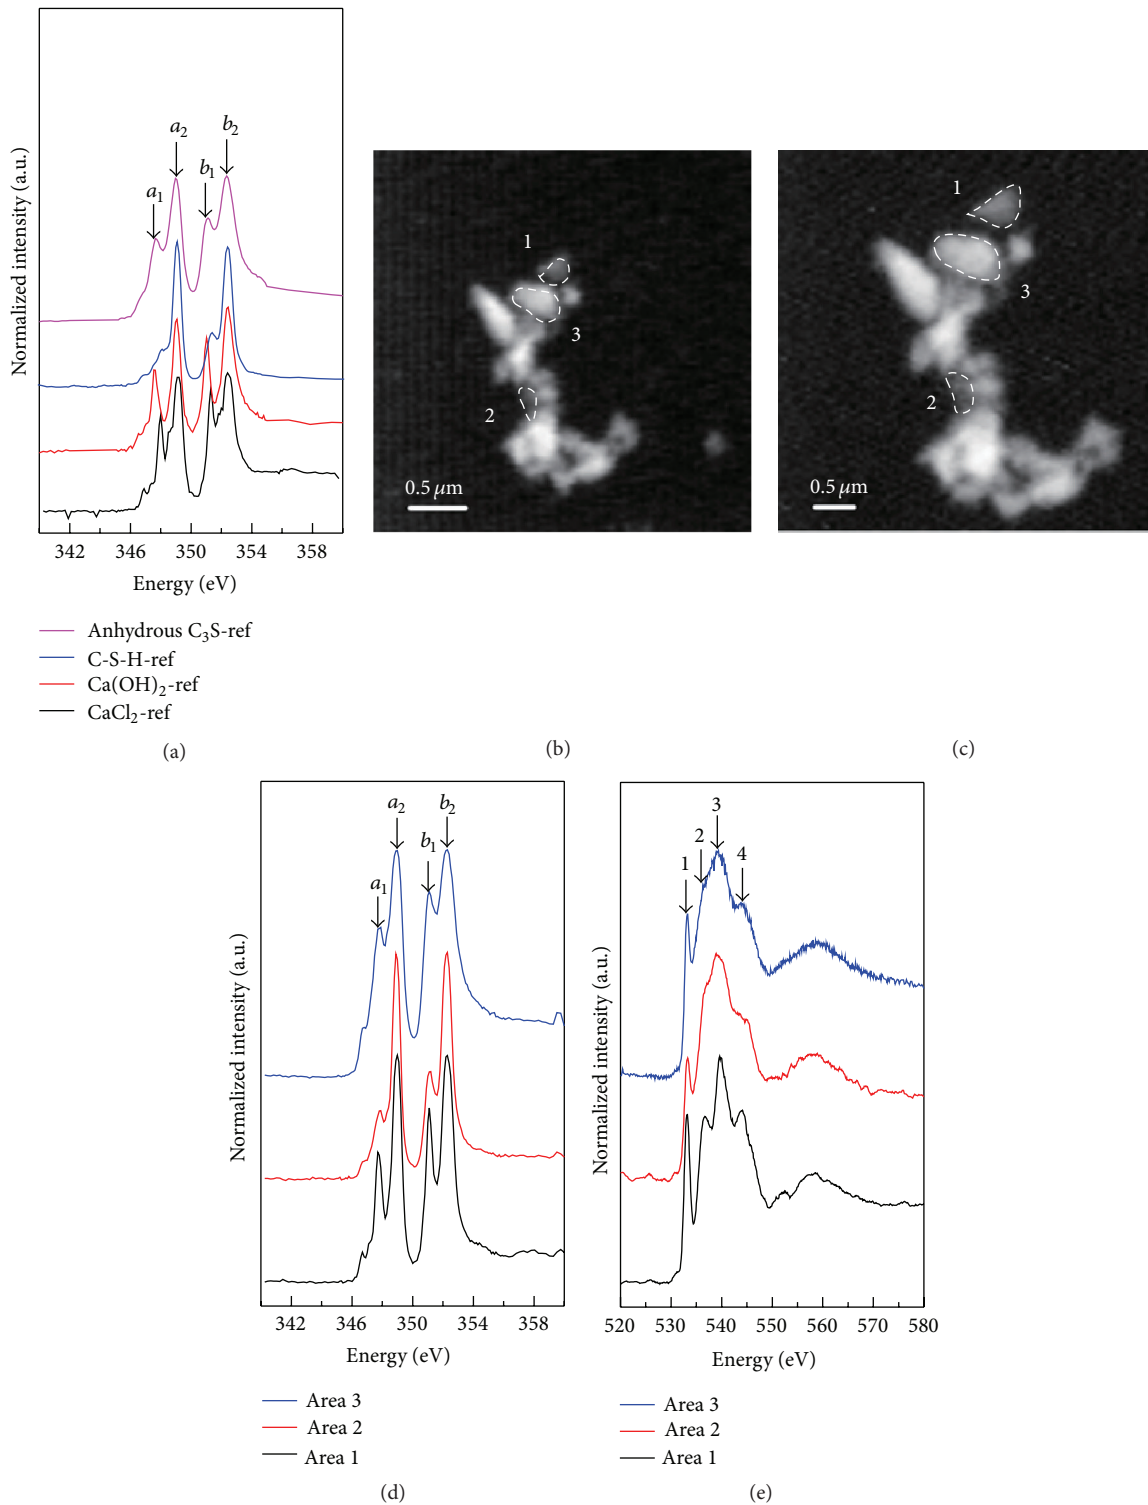 Normalized intensity (a.u.)
a₁
a₂
b₁
b₂
342 346 350 354 358
Energy (eV)
Anhydrous C₃S-ref
C-S-H-ref
Ca(OH)₂-ref
CaCl₂-ref
(a)
1
3
2
0.5 μm
(b)
1
3
2
0.5 μm
(c)
Normalized intensity (a.u.)
a₁
a₂
b₁
b₂
342 346 350 354 358
Energy (eV)
Area 3
Area 2
Area 1
(d)
Normalized intensity (a.u.)
1
2
3
4
520 530 540 550 560 570 580
Energy (eV)
Area 3
Area 2
Area 1
(e)